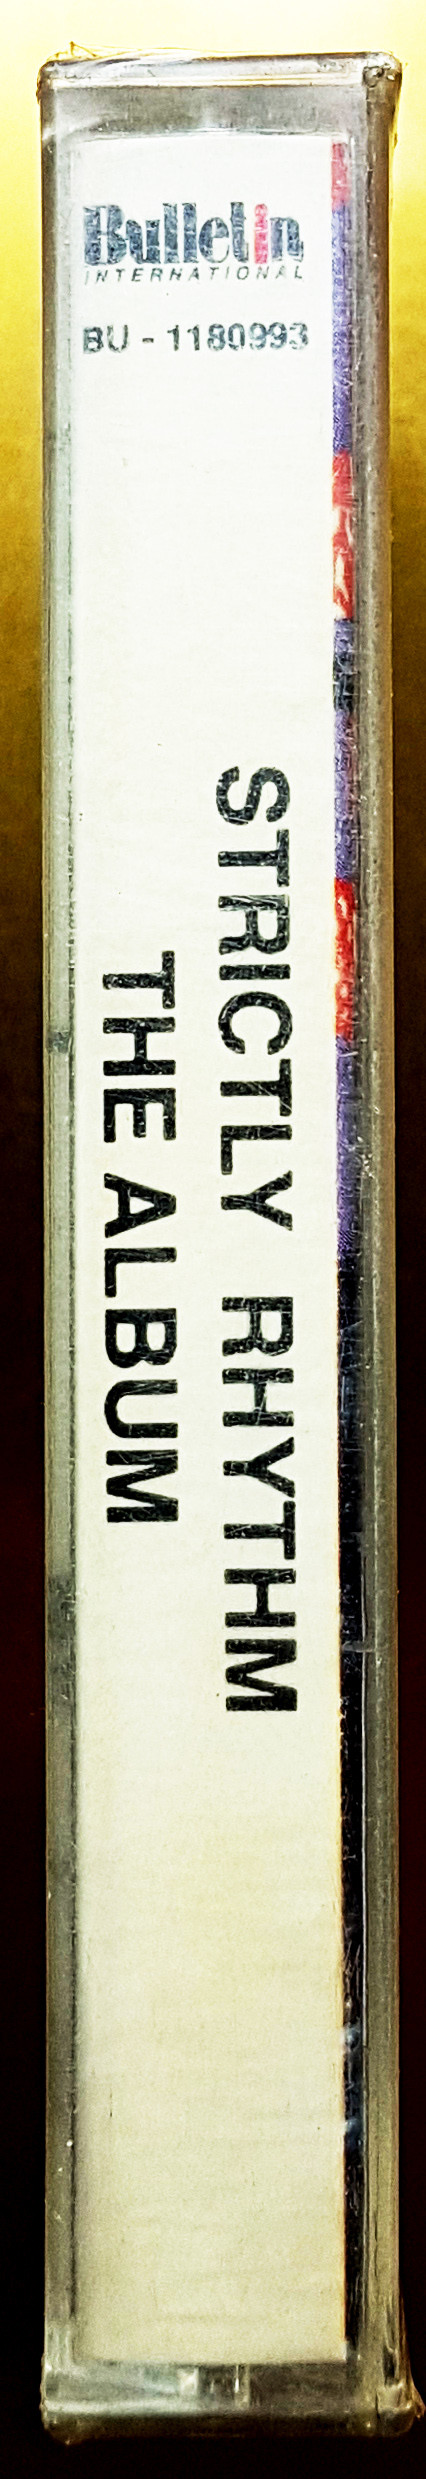 Bulletin
INTERNATIONAL
BU - 1180993
STRICTLY RHYTHM
THE ALBUM